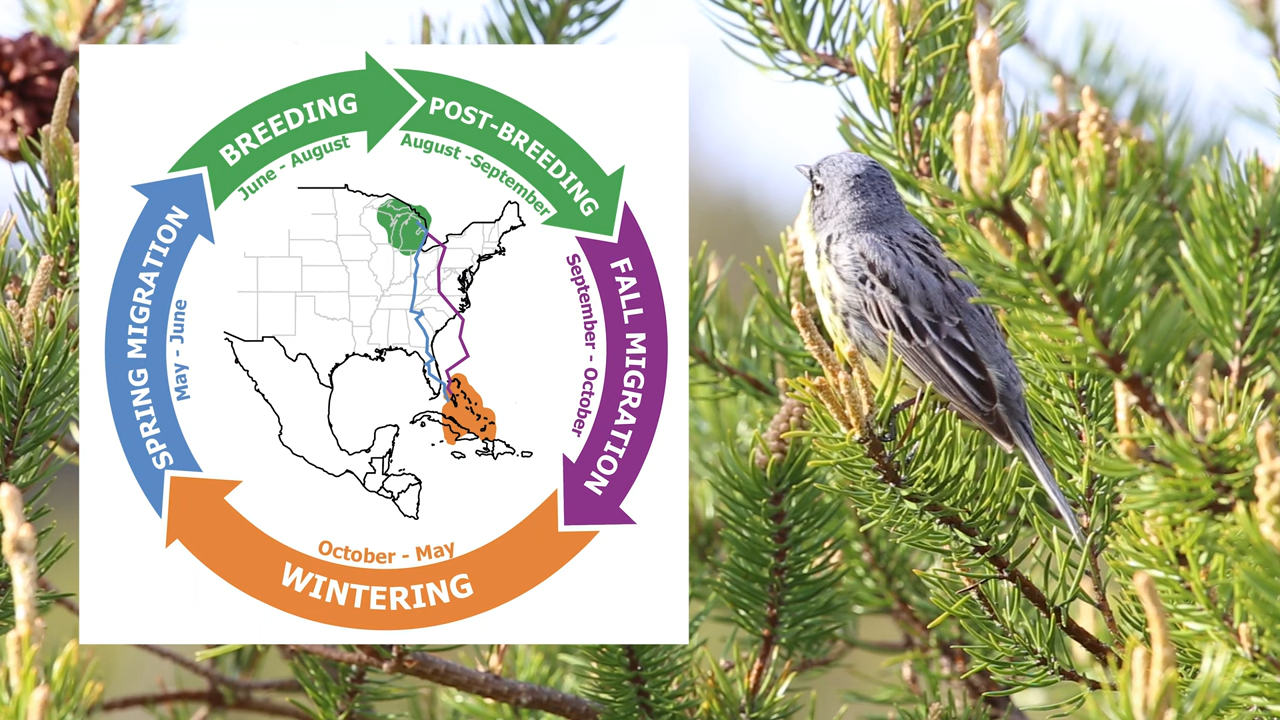 BREEDING
June - August
POST-BREEDING
August -September
FALL MIGRATION
September - October
WINTERING
October - May
SPRING MIGRATION
May - June